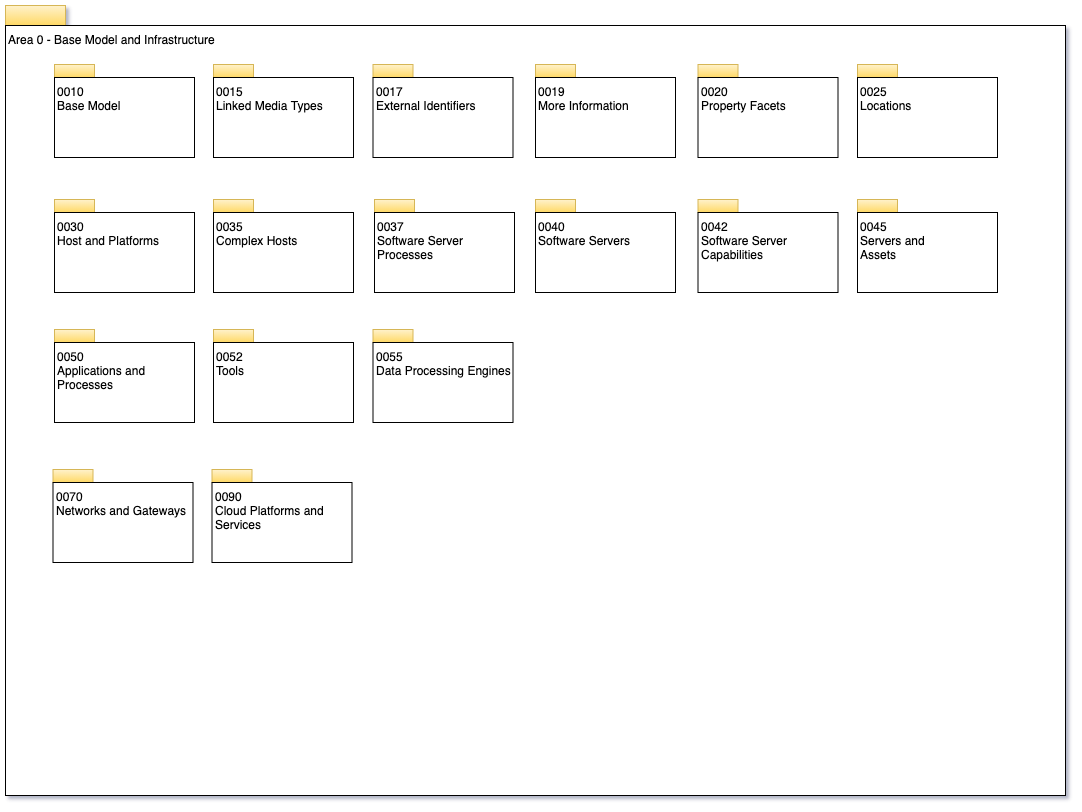 Area 0 - Base Model and Infrastructure
0010
Base Model
0015
Linked Media Types
0017
External Identifiers
0019
More Information
0020
Property Facets
0025
Locations
0030
Host and Platforms
0035
Complex Hosts
0037
Software Server
Processes
0040
Software Servers
0042
Software Server
Capabilities
0045
Servers and
Assets
0050
Applications and
Processes
0052
Tools
0055
Data Processing Engines
0070
Networks and Gateways
0090
Cloud Platforms and
Services